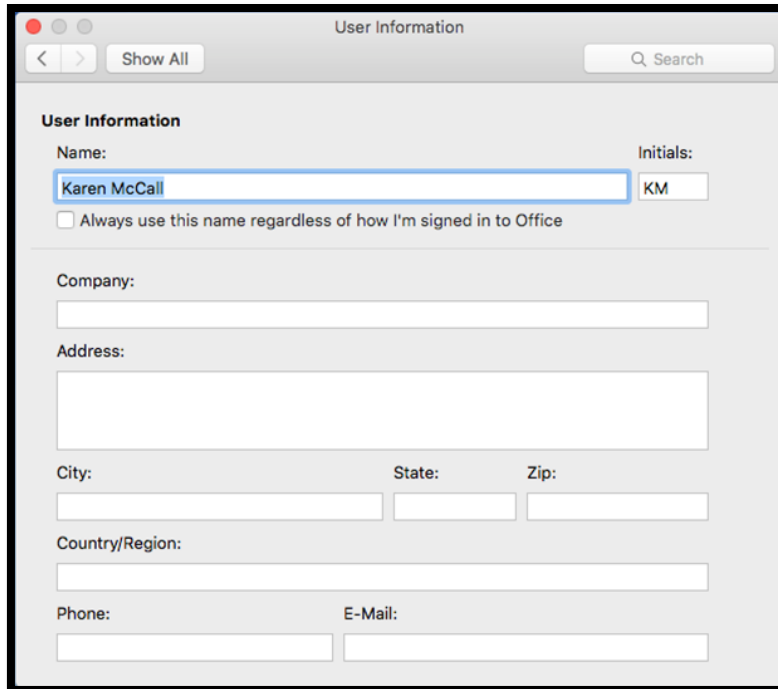 User Information
Show All
Search
User Information
Name: Initials:
Karen McCall KM
Always use this name regardless of how I'm signed in to Office
Company:
Address:
City: State: Zip:
Country/Region:
Phone: E-Mail: